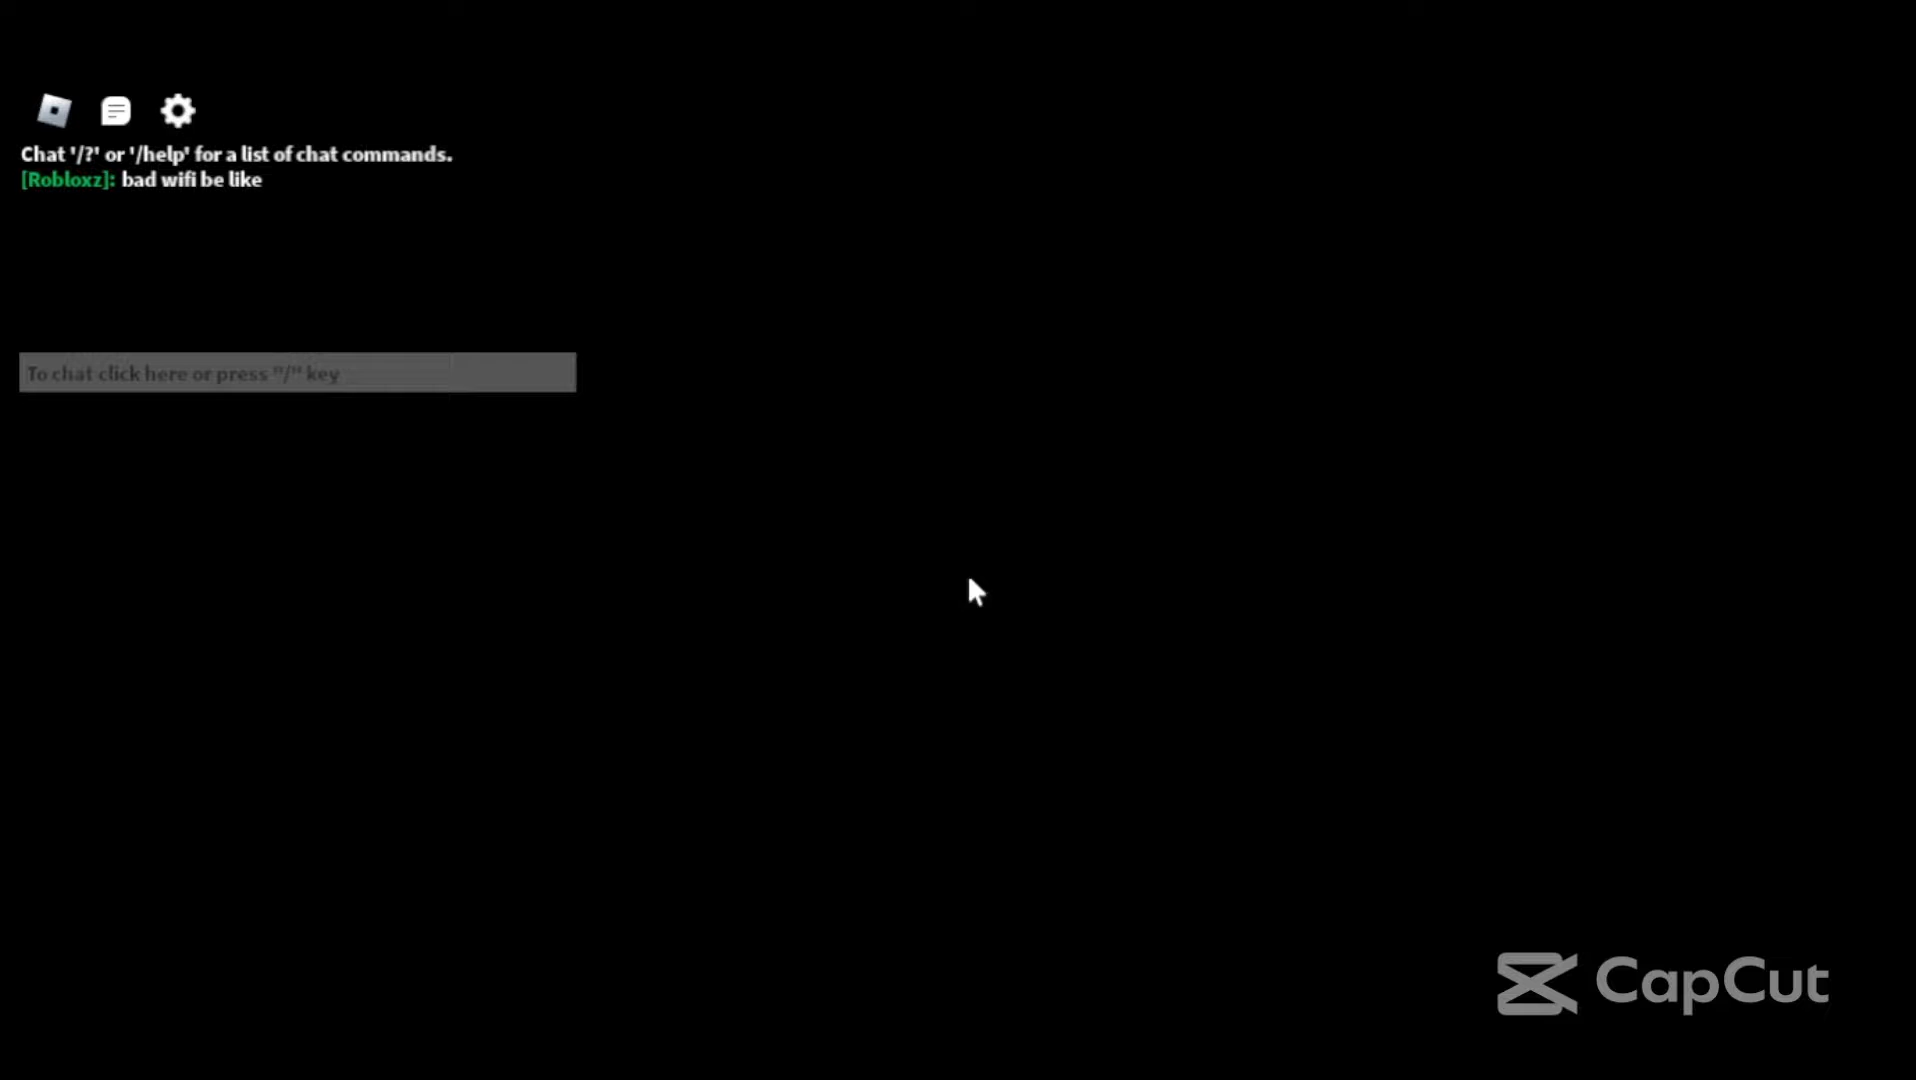 Chat '/?' or '/help' for a list of chat commands.
[Robloxz]: bad wifi be like
To chat click here or press "/" key
CapCut